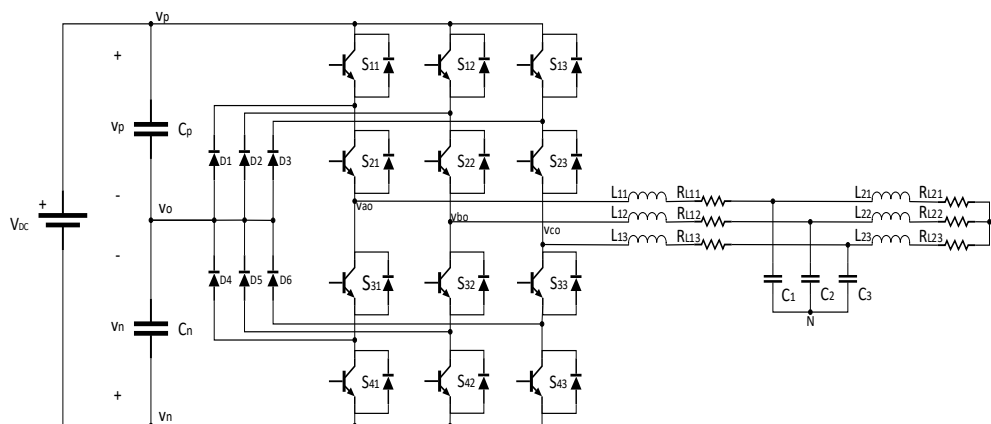 vp
+
S11 S12 S13
vp Cp
D1 D2 D3
S21 S22 S23
-
+
VDC
vo
vao
vbo
vco
L11 RL11 L21 RL21
L12 RL12 L22 RL22
L13 RL13 L23 RL23
-
D4 D5 D6
S31 S32 S33
C1 C2 C3
N
vn Cn
S41 S42 S43
+
vn